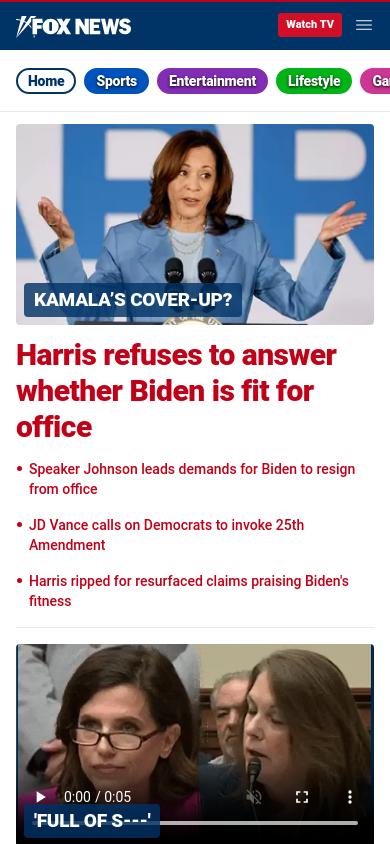 FOX NEWS
Watch TV
Home
Sports
Entertainment
Lifestyle
KAMALA'S COVER-UP?
Harris refuses to answer
whether Biden is fit for
office
• Speaker Johnson leads demands for Biden to resign
from office
• JD Vance calls on Democrats to invoke 25th
Amendment
• Harris ripped for resurfaced claims praising Biden's
fitness
0:00 / 0:05
'FULL OF S---'